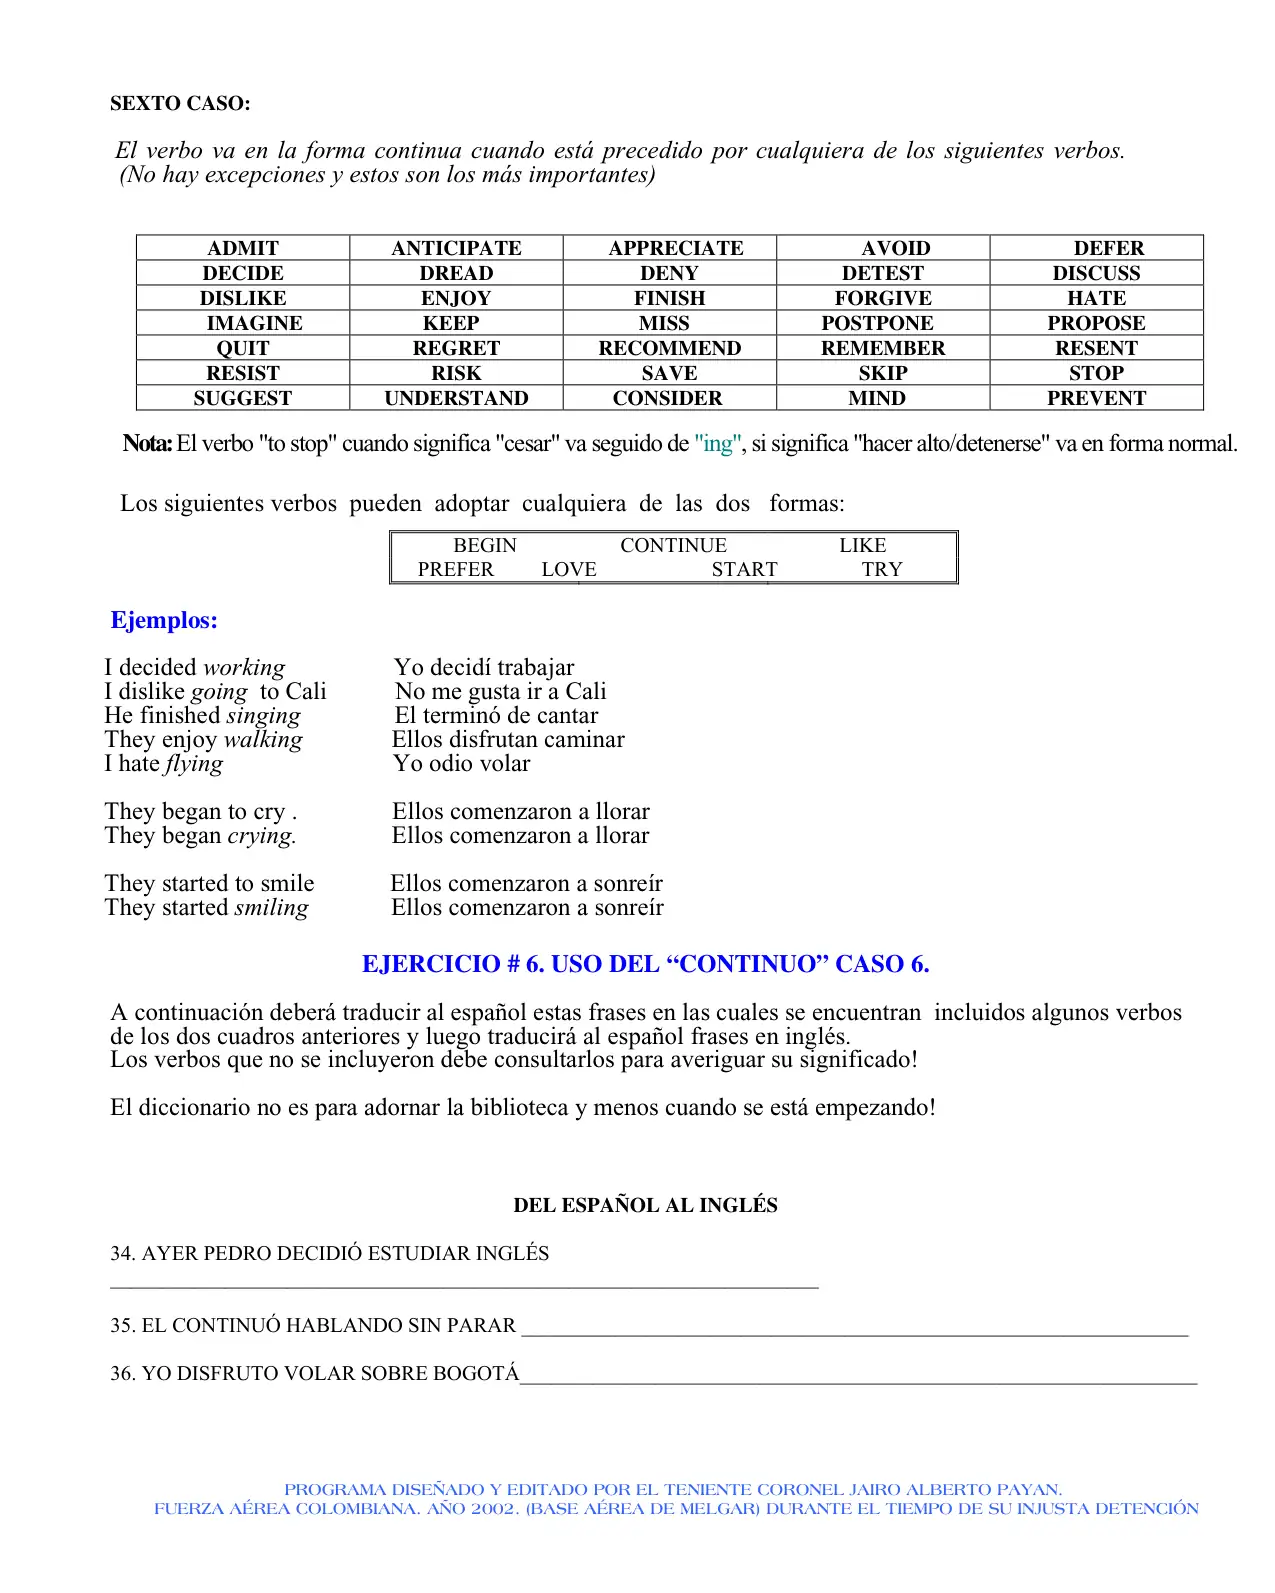 SEXTO CASO:
El verbo va en la forma continua cuando está precedido por cualquiera de los siguientes verbos.
(No hay excepciones y estos son los más importantes)
ADMIT ANTICIPATE APPRECIATE AVOID DEFER
DECIDE DREAD DENY DETEST DISCUSS
DISLIKE ENJOY FINISH FORGIVE HATE
IMAGINE KEEP MISS POSTPONE PROPOSE
QUIT REGRET RECOMMEND REMEMBER RESENT
RESIST RISK SAVE SKIP STOP
SUGGEST UNDERSTAND CONSIDER MIND PREVENT
Nota: El verbo "to stop" cuando significa "cesar" va seguido de "ing", si significa "hacer alto/detenerse" va en forma normal.
Los siguientes verbos pueden adoptar cualquiera de las dos formas:
BEGIN CONTINUE LIKE
PREFER LOVE START TRY
Ejemplos:
I decided working Yo decidí trabajar
I dislike going to Cali No me gusta ir a Cali
He finished singing El terminó de cantar
They enjoy walking Ellos disfrutan caminar
I hate flying Yo odio volar
They began to cry . Ellos comenzaron a llorar
They began crying. Ellos comenzaron a llorar
They started to smile Ellos comenzaron a sonreír
They started smiling Ellos comenzaron a sonreír
EJERCICIO # 6. USO DEL “CONTINUO” CASO 6.
A continuación deberá traducir al español estas frases en las cuales se encuentran incluidos algunos verbos
de los dos cuadros anteriores y luego traducirá al español frases en inglés.
Los verbos que no se incluyeron debe consultarlos para averiguar su significado!
El diccionario no es para adornar la biblioteca y menos cuando se está empezando!
DEL ESPAÑOL AL INGLÉS
34. AYER PEDRO DECIDIÓ ESTUDIAR INGLÉS
35. EL CONTINUÓ HABLANDO SIN PARAR
36. YO DISFRUTO VOLAR SOBRE BOGOTÁ
PROGRAMA DISEÑADO Y EDITADO POR EL TENIENTE CORONEL JAIRO ALBERTO PAYAN.
FUERZA AÉREA COLOMBIANA. AÑO 2002. (BASE AÉREA DE MELGAR) DURANTE EL TIEMPO DE SU INJUSTA DETENCIÓN